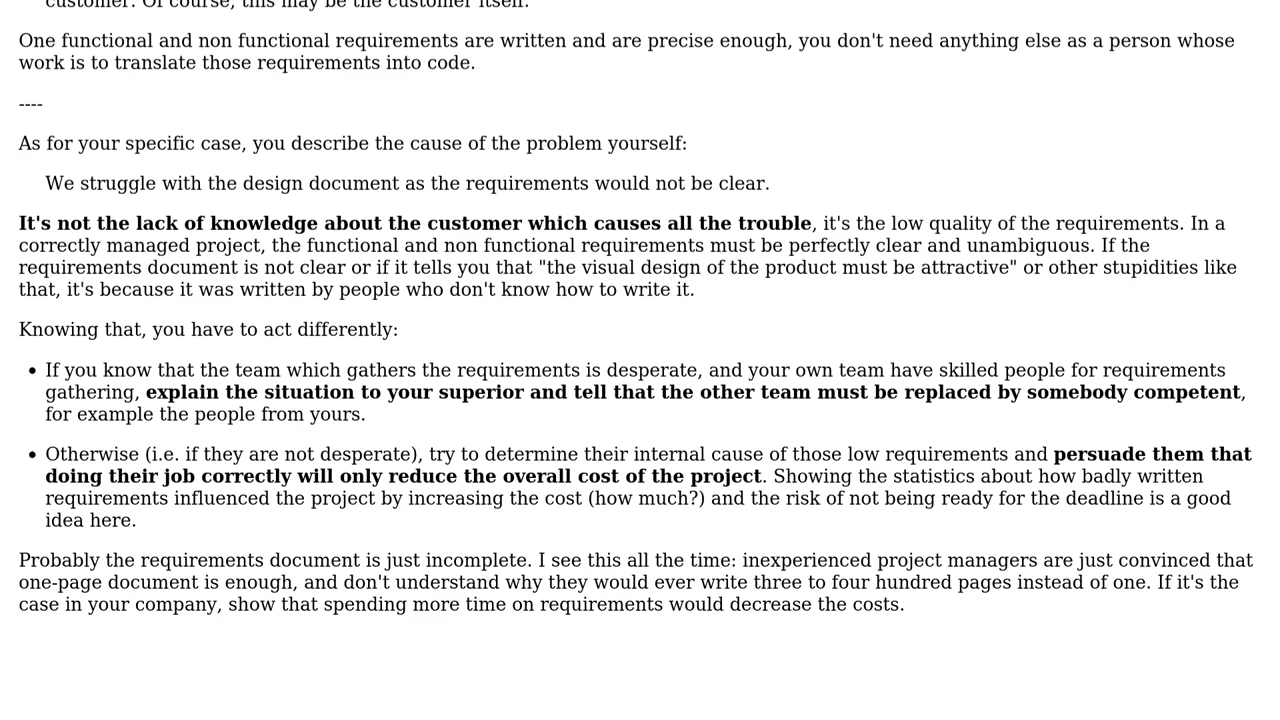 customer. Of course, this may be the customer itself.
One functional and non functional requirements are written and are precise enough, you don't need anything else as a person whose
work is to translate those requirements into code.
----
As for your specific case, you describe the cause of the problem yourself:
We struggle with the design document as the requirements would not be clear.
It's not the lack of knowledge about the customer which causes all the trouble, it's the low quality of the requirements. In a
correctly managed project, the functional and non functional requirements must be perfectly clear and unambiguous. If the
requirements document is not clear or if it tells you that "the visual design of the product must be attractive" or other stupidities like
that, it's because it was written by people who don't know how to write it.
Knowing that, you have to act differently:
• If you know that the team which gathers the requirements is desperate, and your own team have skilled people for requirements
gathering, explain the situation to your superior and tell that the other team must be replaced by somebody competent,
for example the people from yours.
• Otherwise (i.e. if they are not desperate), try to determine their internal cause of those low requirements and persuade them that
doing their job correctly will only reduce the overall cost of the project. Showing the statistics about how badly written
requirements influenced the project by increasing the cost (how much?) and the risk of not being ready for the deadline is a good
idea here.
Probably the requirements document is just incomplete. I see this all the time: inexperienced project managers are just convinced that
one-page document is enough, and don't understand why they would ever write three to four hundred pages instead of one. If it's the
case in your company, show that spending more time on requirements would decrease the costs.